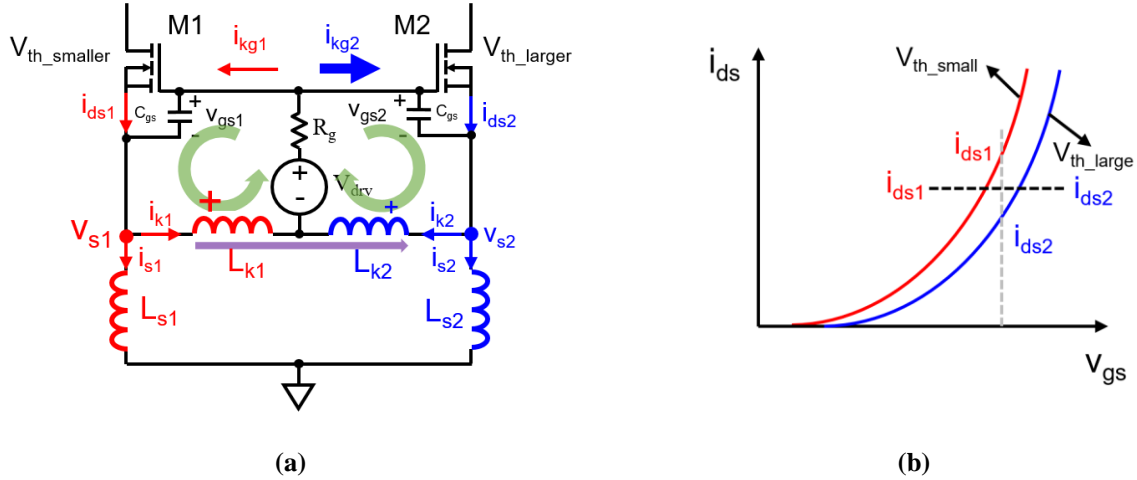 M1
M2
V_th_smaller
i_kg1
i_kg2
V_th_larger
i_ds1
C_gs
+
-
v_gs1
R_g
v_gs2
+
-
C_gs
i_ds2
+
-
V_drv
+
+
v_s1
i_k1
i_k2
v_s2
i_s1
L_k1
L_k2
i_s2
L_s1
L_s2
(a)
i_ds
V_th_small
i_ds1
V_th_large
i_ds1
i_ds2
i_ds2
v_gs
(b)